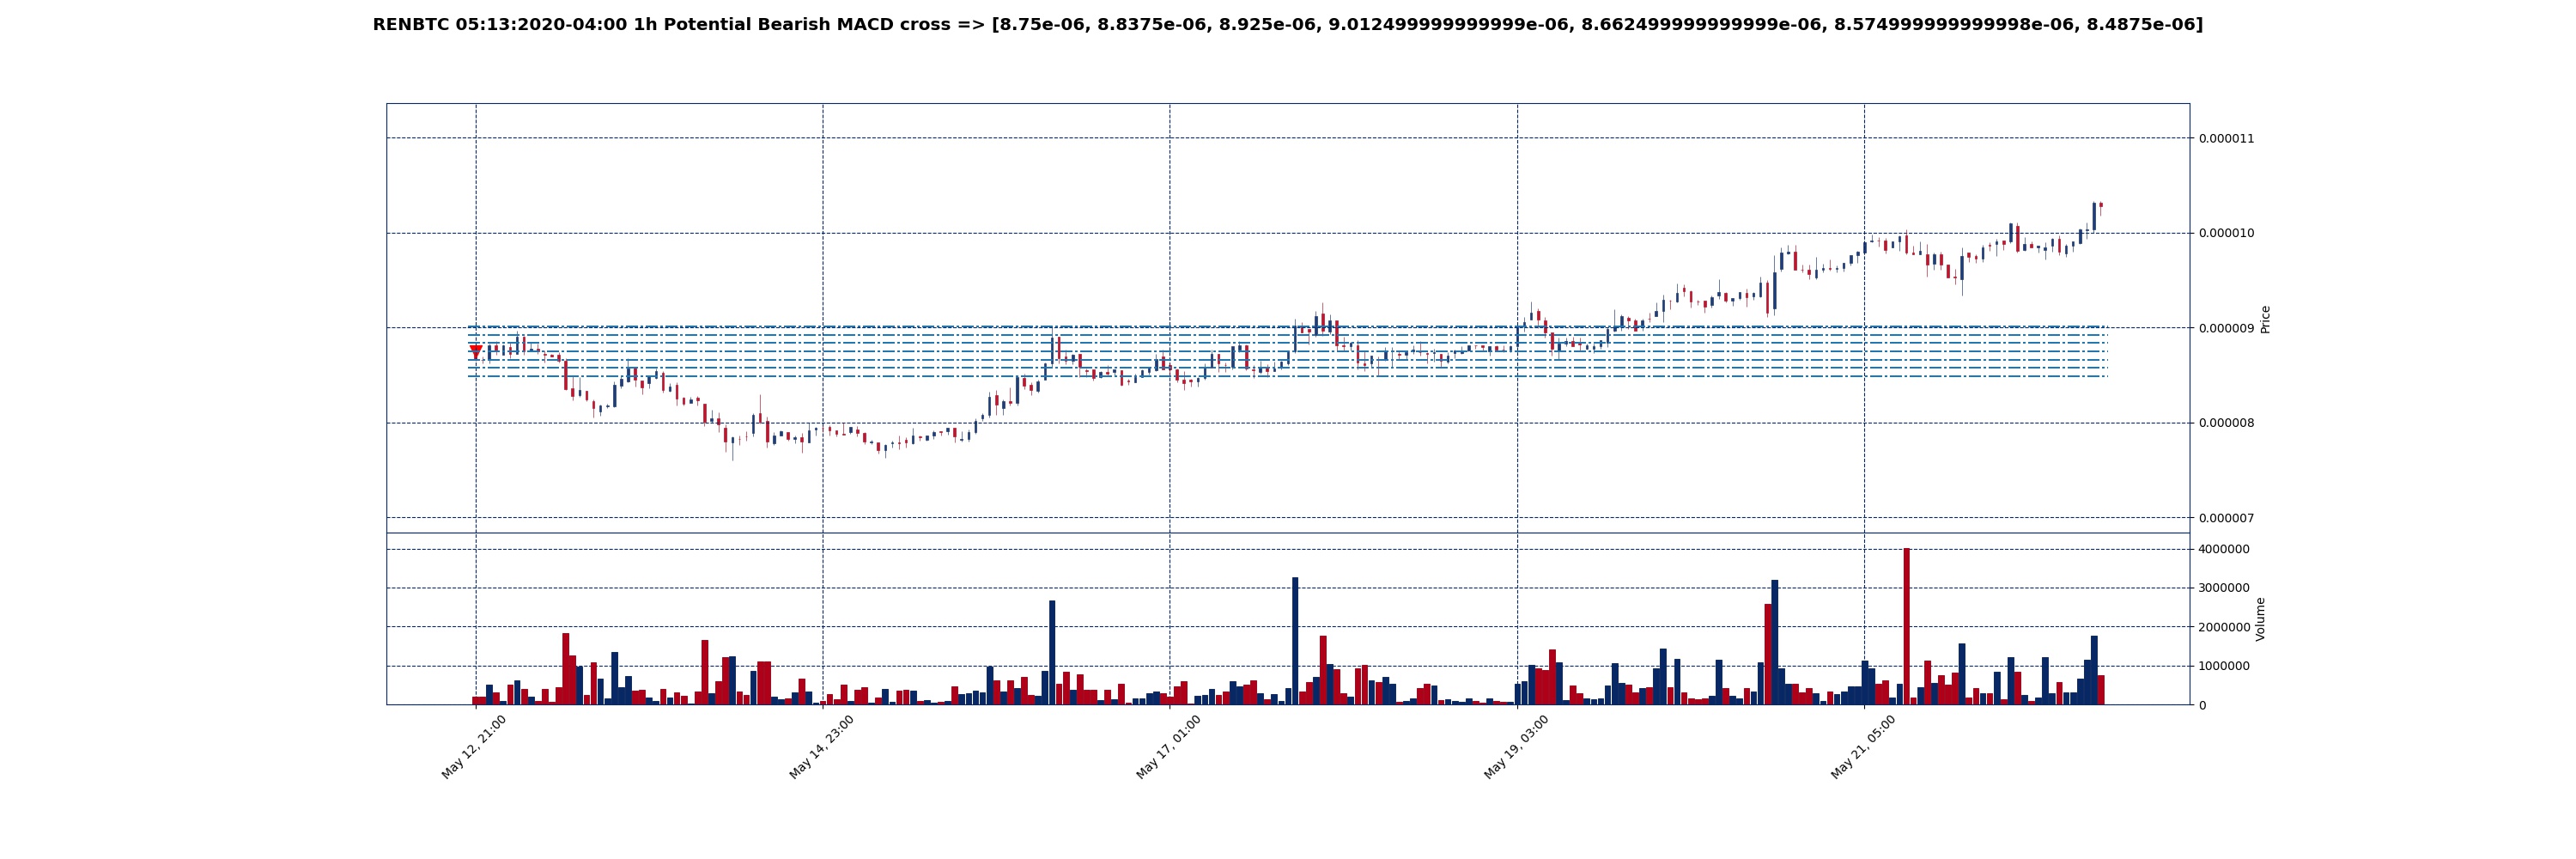 RENBTC 05:13:2020-04:00 1h Potential Bearish MACD cross => [8.75e-06, 8.8375e-06, 8.925e-06, 9.012499999999999e-06, 8.662499999999999e-06, 8.574999999999998e-06, 8.4875e-06]
0.000011
0.000010
0.000009
0.000008
0.000007
Price
4000000
3000000
2000000
1000000
0
Volume
May 12, 21:00
May 14, 23:00
May 17, 01:00
May 19, 03:00
May 21, 05:00